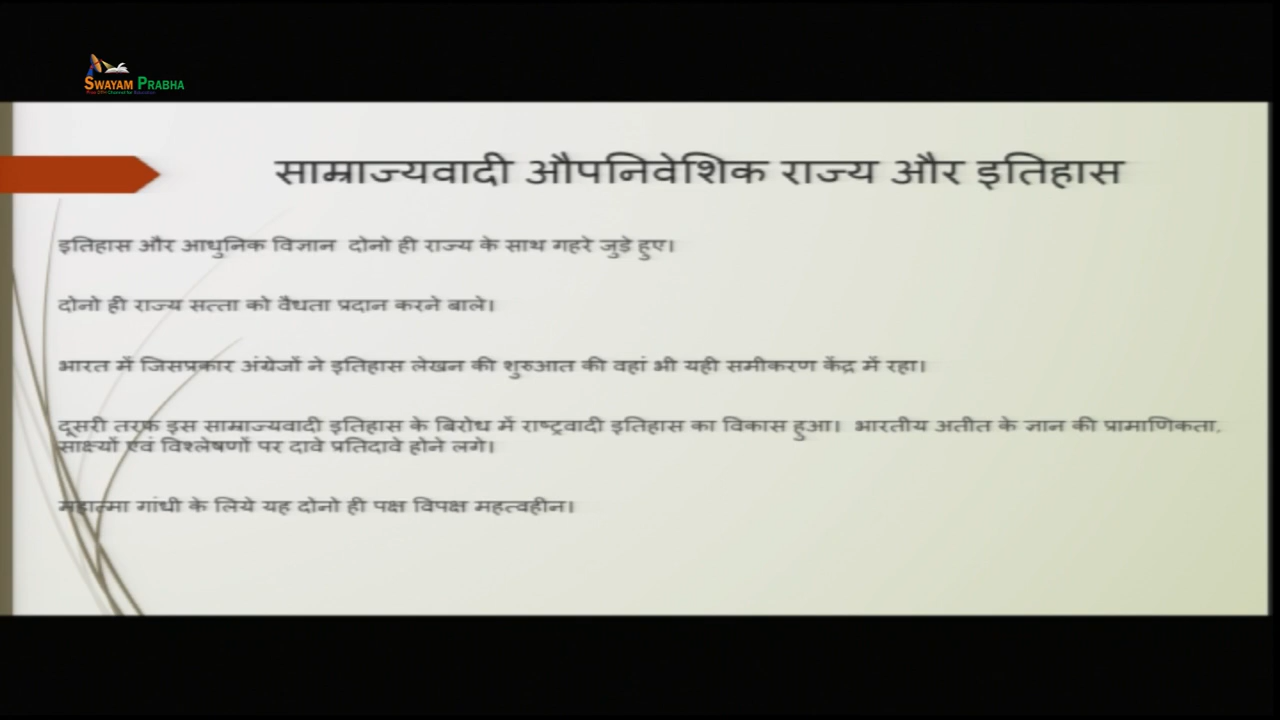 SWAYAM PRABHA
साम्राज्यवादी औपनिवेशिक राज्य और इतिहास
इतिहास और आधुनिक विज्ञान दोनो ही राज्य के साथ गहरे जुड़े हुए।
दोनो ही राज्य सत्ता को वैधता प्रदान करने बाले।
भारत में जिसप्रकार अंग्रेजों ने इतिहास लेखन की शुरुआत की वहां भी यही समीकरण केंद्र में रहा।
दूसरी तरफ इस साम्राज्यवादी इतिहास के बिरोध में राष्ट्रवादी इतिहास का विकास हुआ। भारतीय अतीत के ज्ञान की प्रामाणिकता,
साक्ष्यों एवं विश्लेषणों पर दावे प्रतिदावे होने लगे।
महात्मा गांधी के लिये यह दोनो ही पक्ष विपक्ष महत्वहीन।